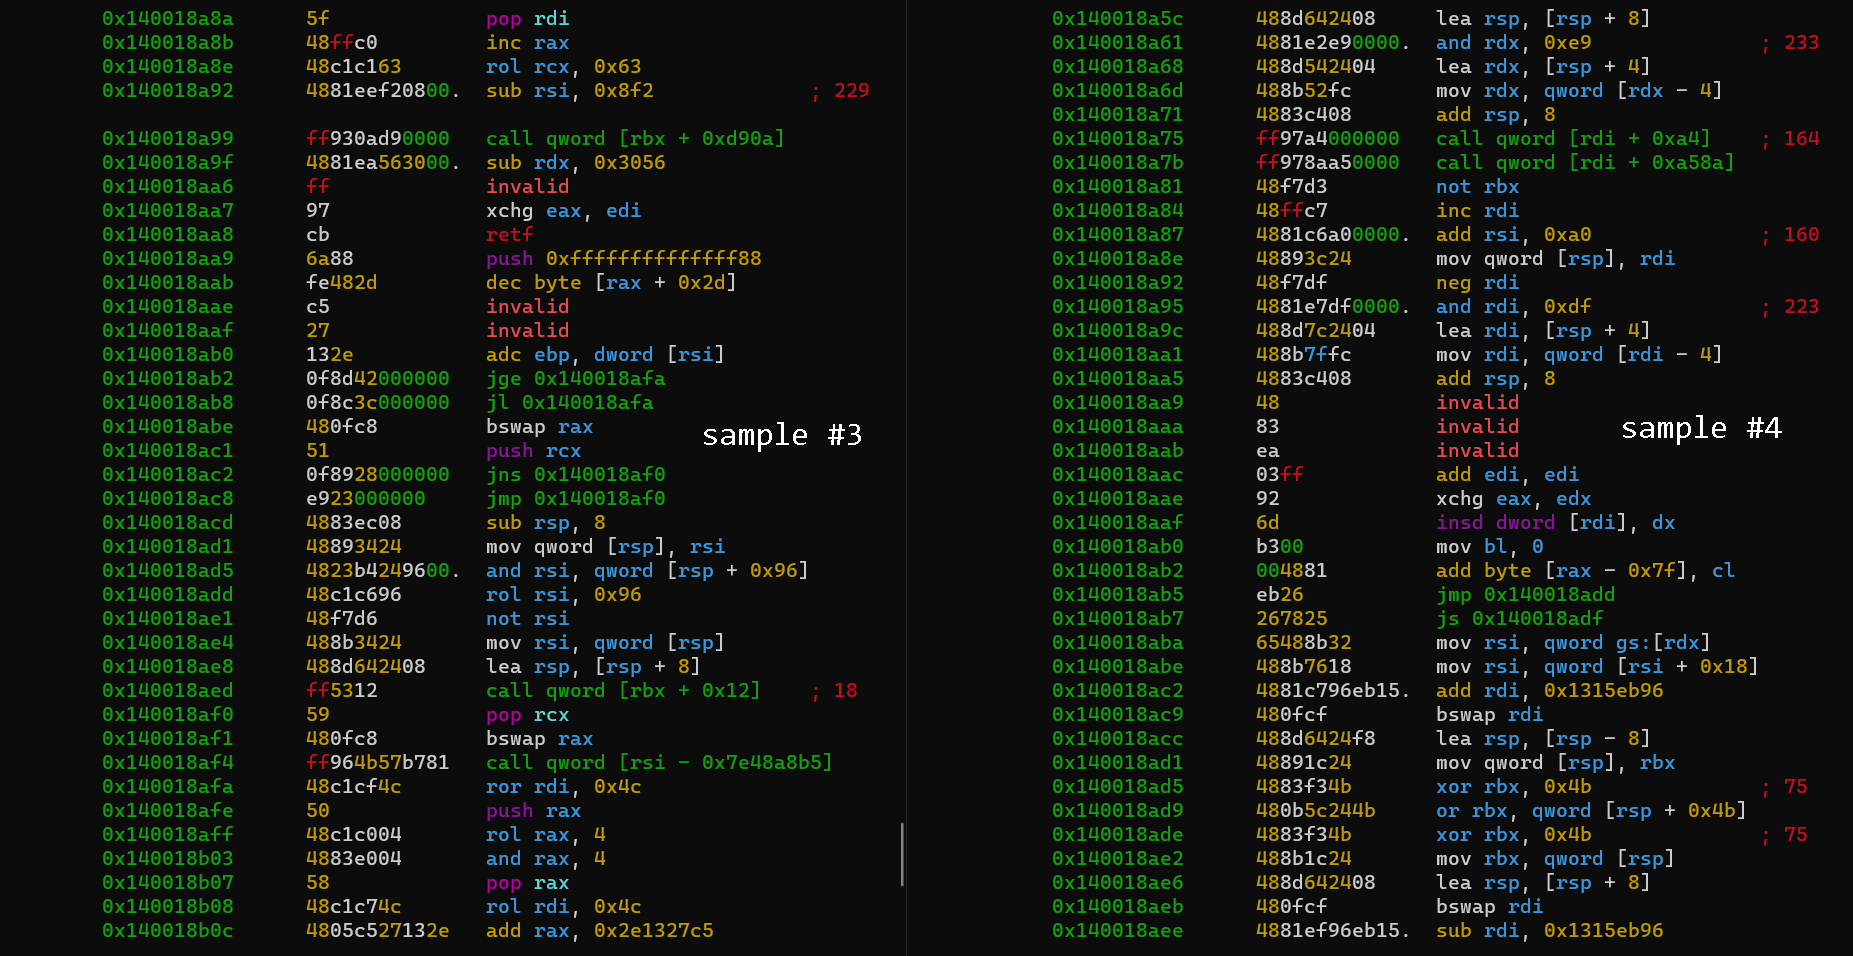 0x140018a8a 5f pop rdi
0x140018a8b 48ffc0 inc rax
0x140018a8e 48c1c163 rol rcx, 0x63
0x140018a92 4881eef20800. sub rsi, 0x8f2 ; 229
0x140018a99 ff930ad90000 call qword [rbx + 0xd90a]
0x140018a9f 4881ea563000. sub rdx, 0x3056
0x140018aa6 ff invalid
0x140018aa7 97 xchg eax, edi
0x140018aa8 cb retf
0x140018aa9 6a88 push 0xffffffffffffff88
0x140018aab fe482d dec byte [rax + 0x2d]
0x140018aae c5 invalid
0x140018aaf 27 invalid
0x140018ab0 132e adc ebp, dword [rsi]
0x140018ab2 0f8d42000000 jge 0x140018afa
0x140018ab8 0f8c3c000000 jl 0x140018afa
0x140018abe 480fc8 bswap rax
sample #3
0x140018ac1 51 push rcx
0x140018ac2 0f8928000000 jns 0x140018af0
0x140018ac8 e923000000 jmp 0x140018af0
0x140018acd 4883ec08 sub rsp, 8
0x140018ad1 48893424 mov qword [rsp], rsi
0x140018ad5 4823b4249600. and rsi, qword [rsp + 0x96]
0x140018add 48c1c696 rol rsi, 0x96
0x140018ae1 48f7d6 not rsi
0x140018ae4 488b3424 mov rsi, qword [rsp]
0x140018ae8 488d642408 lea rsp, [rsp + 8]
0x140018aed ff5312 call qword [rbx + 0x12] ; 18
0x140018af0 59 pop rcx
0x140018af1 480fc8 bswap rax
0x140018af4 ff964b57b781 call qword [rsi - 0x7e48a8b5]
0x140018afa 48c1cf4c ror rdi, 0x4c
0x140018afe 50 push rax
0x140018aff 48c1c004 rol rax, 4
0x140018b03 4883e004 and rax, 4
0x140018b07 58 pop rax
0x140018b08 48c1c74c rol rdi, 0x4c
0x140018b0c 4805c527132e add rax, 0x2e1327c5
0x140018a5c 488d642408 lea rsp, [rsp + 8]
0x140018a61 4881e2e90000. and rdx, 0xe9 ; 233
0x140018a68 488d542404 lea rdx, [rsp + 4]
0x140018a6d 488b52fc mov rdx, qword [rdx - 4]
0x140018a71 4883c408 add rsp, 8
0x140018a75 ff97a4000000 call qword [rdi + 0xa4] ; 164
0x140018a7b ff978aa50000 call qword [rdi + 0xa58a]
0x140018a81 48f7d3 not rbx
0x140018a84 48ffc7 inc rdi
0x140018a87 4881c6a00000. add rsi, 0xa0 ; 160
0x140018a8e 48893c24 mov qword [rsp], rdi
0x140018a92 48f7df neg rdi
0x140018a95 4881e7df0000. and rdi, 0xdf ; 223
0x140018a9c 488d7c2404 lea rdi, [rsp + 4]
0x140018aa1 488b7ffc mov rdi, qword [rdi - 4]
0x140018aa5 4883c408 add rsp, 8
0x140018aa9 48 invalid
0x140018aaa 83 invalid
sample #4
0x140018aab ea invalid
0x140018aac 03ff add edi, edi
0x140018aae 92 xchg eax, edx
0x140018aaf 6d insd dword [rdi], dx
0x140018ab0 b300 mov bl, 0
0x140018ab2 004881 add byte [rax - 0x7f], cl
0x140018ab5 eb26 jmp 0x140018add
0x140018ab7 267825 js 0x140018adf
0x140018aba 65488b32 mov rsi, qword gs:[rdx]
0x140018abe 488b7618 mov rsi, qword [rsi + 0x18]
0x140018ac2 4881c796eb15. add rdi, 0x1315eb96
0x140018ac9 480fcf bswap rdi
0x140018acc 488d6424f8 lea rsp, [rsp - 8]
0x140018ad1 48891c24 mov qword [rsp], rbx
0x140018ad5 4883f34b xor rbx, 0x4b ; 75
0x140018ad9 480b5c244b or rbx, qword [rsp + 0x4b]
0x140018ade 4883f34b xor rbx, 0x4b ; 75
0x140018ae2 488b1c24 mov rbx, qword [rsp]
0x140018ae6 488d642408 lea rsp, [rsp + 8]
0x140018aeb 480fcf bswap rdi
0x140018aee 4881ef96eb15. sub rdi, 0x1315eb96